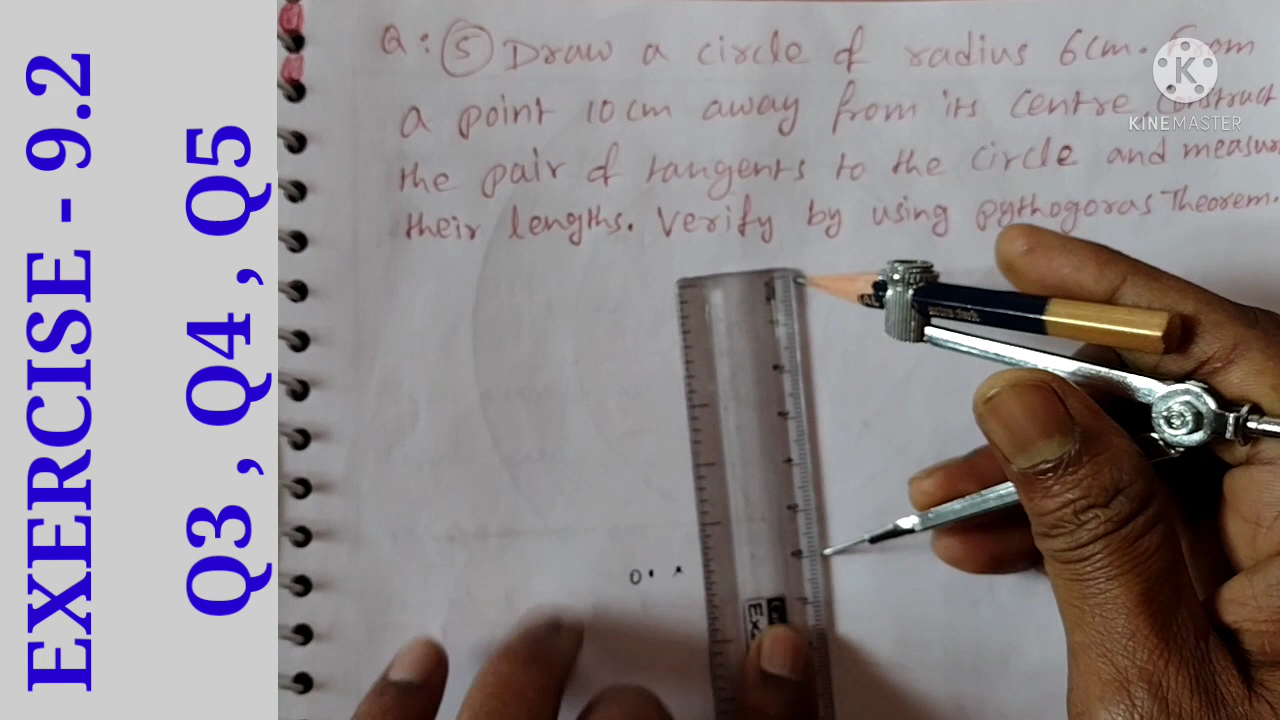 EXERCISE - 9.2
Q3 , Q4 , Q5
Q: (5) Draw a circle of radius 6cm. From
a point 10cm away from its centre, construct
the pair of tangents to the circle and measur
their lengths. Verify by using pythogoras Theorem.
K
KINEMASTER
O